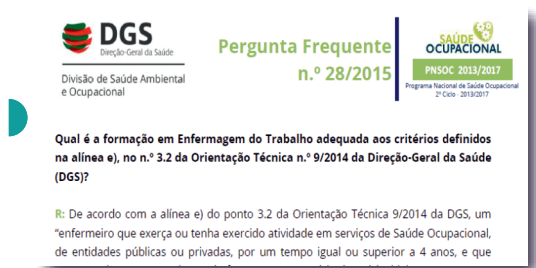 DGS
Direção-Geral da Saúde
Divisão de Saúde Ambiental
e Ocupacional
Pergunta Frequente
n.º 28/2015
SAÚDE
OCUPACIONAL
PNSOC 2013/2017
Programa Nacional de Saúde Ocupacional
2º Ciclo - 2013/2017
Qual é a formação em Enfermagem do Trabalho adequada aos critérios definidos
na alínea e), no n.º 3.2 da Orientação Técnica n.º 9/2014 da Direção-Geral da Saúde
(DGS)?
R: De acordo com a alínea e) do ponto 3.2 da Orientação Técnica 9/2014 da DGS, um
“enfermeiro que exerça ou tenha exercido atividade em serviços de Saúde Ocupacional,
de entidades públicas ou privadas, por um tempo igual ou superior a 4 anos, e que